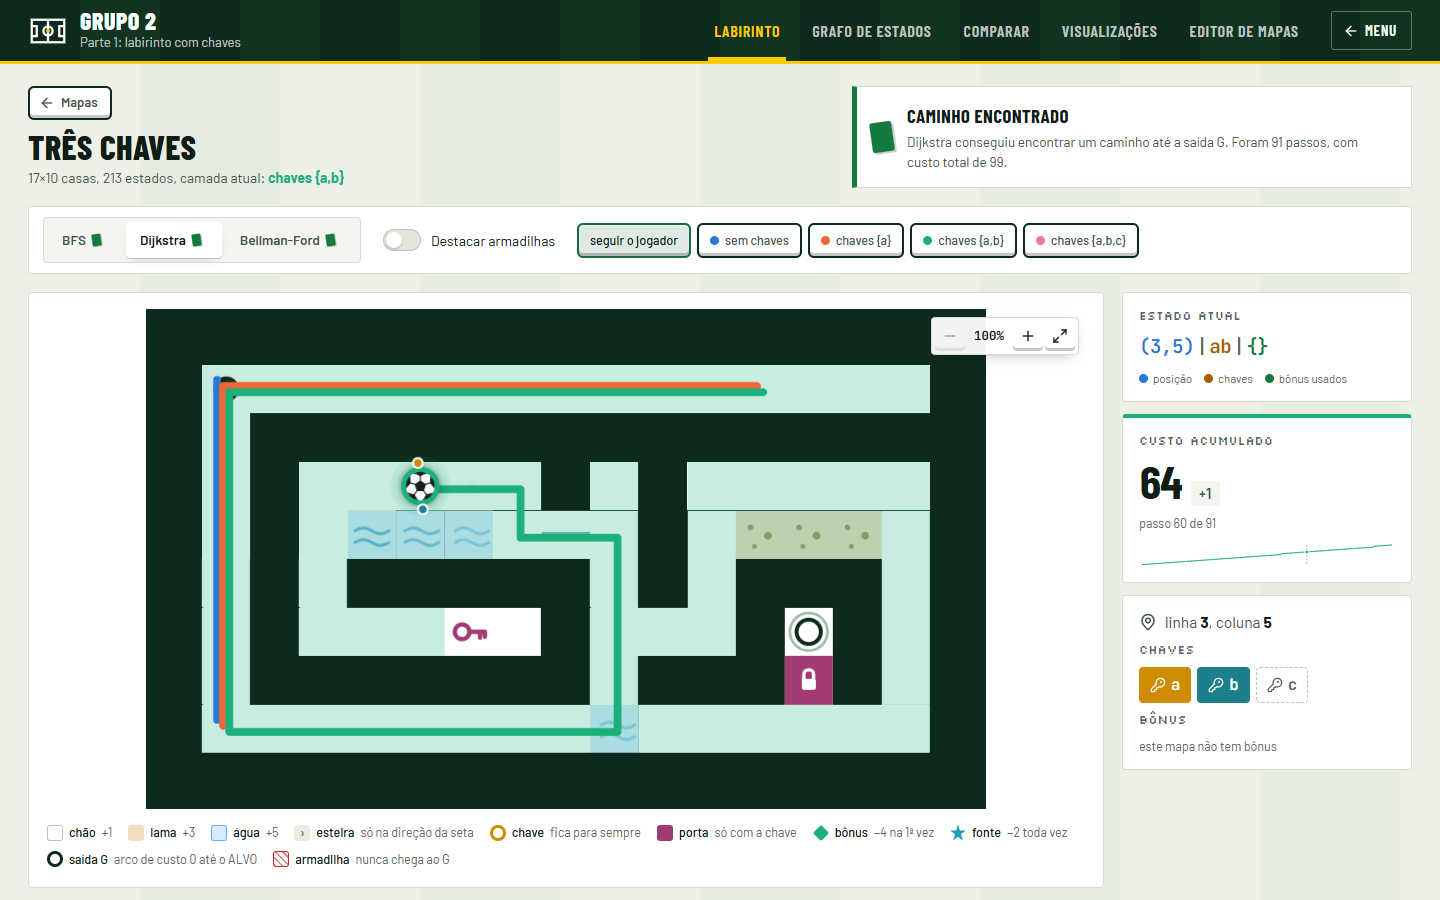 GRUPO 2
Parte 1: labirinto com chaves
LABIRINTO
GRAFO DE ESTADOS
COMPARAR
VISUALIZAÇÕES
EDITOR DE MAPAS
← MENU
← Mapas
TRÊS CHAVES
17×10 casas, 213 estados, camada atual: chaves {a,b}
CAMINHO ENCONTRADO
Dijkstra conseguiu encontrar um caminho até a saída G. Foram 91 passos, com
custo total de 99.
BFS
Dijkstra
Bellman-Ford
Destacar armadilhas
seguir o jogador
sem chaves
chaves {a}
chaves {a,b}
chaves {a,b,c}
− 100% +
ESTADO ATUAL
(3,5) | ab | {}
posição
chaves
bônus usados
CUSTO ACUMULADO
64 +1
passo 60 de 91
linha 3, coluna 5
CHAVES
a
b
c
BÔNUS
este mapa não tem bônus
chão +1
lama +3
água +5
› esteira só na direção da seta
chave fica para sempre
porta só com a chave
bônus −4 na 1ª vez
fonte −2 toda vez
saída G arco de custo 0 até o ALVO
armadilha nunca chega ao G